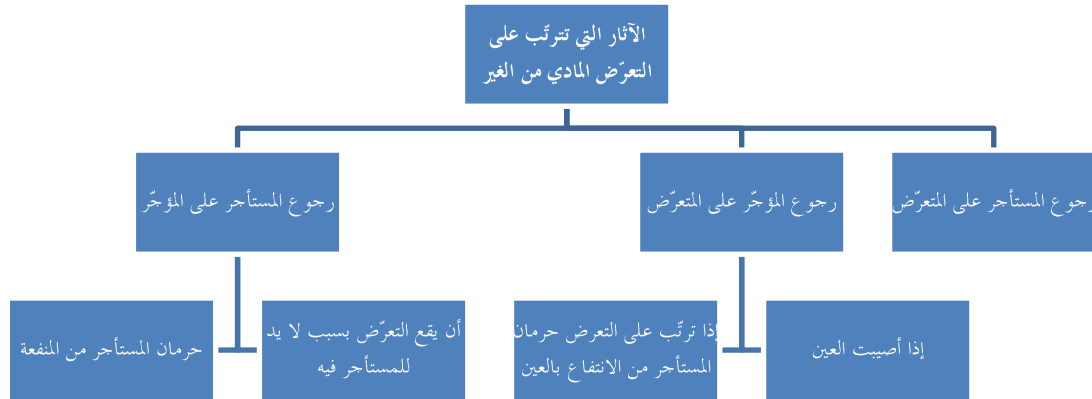 الآثار التي تترتّب على
التعرّض المادي من الغير
رجوع المستأجر على المتعرّض
رجوع المؤجّر على المتعرّض
رجوع المستأجر على المؤجّر
إذا أصيبت العين
إذا ترتّب على التعرض حرمان
المستأجر من الانتفاع بالعين
أن يقع التعرّض بسبب لا يد
للمستأجر فيه
حرمان المستأجر من المنفعة